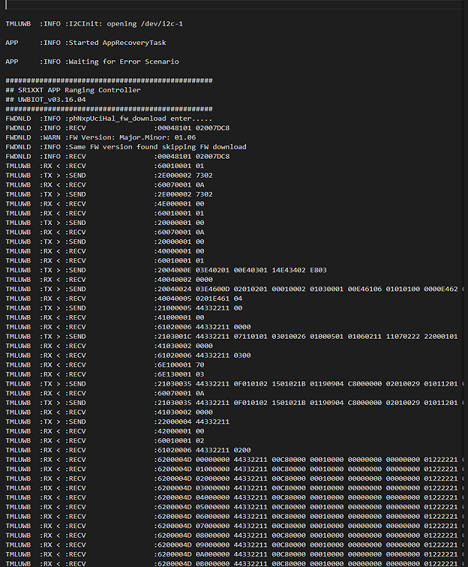 TMLUWB :INFO :I2CInit: opening /dev/i2c-1
APP :INFO :Started AppRecoveryTask
APP :INFO :Waiting for Error Scenario
##################################################
## SR1XXT APP Ranging Controller
## UWBIOT_v03.16.04
##################################################
FWDNLD :INFO :phNxpUciHal_fw_download enter.....
FWDNLD :INFO :RECV :00048101 02007DC8
FWDNLD :WARN :FW Version: Major.Minor: 01.06
FWDNLD :INFO :Same FW version found skipping FW download
FWDNLD :INFO :RECV :00048101 02007DC8
TMLUWB :RX < :RECV :60010001 01
TMLUWB :TX > :SEND :2E000002 7302
TMLUWB :RX < :RECV :60070001 0A
TMLUWB :TX > :SEND :2E000002 7302
TMLUWB :RX < :RECV :4E000001 00
TMLUWB :RX < :RECV :60010001 01
TMLUWB :TX > :SEND :20000001 00
TMLUWB :RX < :RECV :60070001 0A
TMLUWB :TX > :SEND :20000001 00
TMLUWB :RX < :RECV :40000001 00
TMLUWB :RX < :RECV :60010001 01
TMLUWB :TX > :SEND :2004000E 03E40201 00E40301 14E43402 E803
TMLUWB :RX < :RECV :40040002 0000
TMLUWB :TX > :SEND :20040024 03E4600D 02010201 00010002 01030001 00E46106 01010100 0000E462
TMLUWB :RX < :RECV :40040005 0201E461 04
TMLUWB :TX > :SEND :21000005 44332211 00
TMLUWB :RX < :RECV :41000001 00
TMLUWB :RX < :RECV :61020006 44332211 0000
TMLUWB :TX > :SEND :2103001C 44332211 07110101 03010026 01000501 01060211 11070222 22000101
TMLUWB :RX < :RECV :41030002 0000
TMLUWB :RX < :RECV :61020006 44332211 0300
TMLUWB :RX < :RECV :6E100001 70
TMLUWB :RX < :RECV :6E130001 03
TMLUWB :TX > :SEND :21030035 44332211 0F010102 1501021B 01190904 C8000000 02010029 01011201
TMLUWB :RX < :RECV :60070001 0A
TMLUWB :TX > :SEND :21030035 44332211 0F010102 1501021B 01190904 C8000000 02010029 01011201
TMLUWB :RX < :RECV :41030002 0000
TMLUWB :TX > :SEND :22000004 44332211
TMLUWB :RX < :RECV :42000001 00
TMLUWB :RX < :RECV :60010001 02
TMLUWB :RX < :RECV :61020006 44332211 0200
TMLUWB :RX < :RECV :6200004D 00000000 44332211 00C80000 00010000 00000000 00000000 01222221
TMLUWB :RX < :RECV :6200004D 01000000 44332211 00C80000 00010000 00000000 00000000 01222221
TMLUWB :RX < :RECV :6200004D 02000000 44332211 00C80000 00010000 00000000 00000000 01222221
TMLUWB :RX < :RECV :6200004D 03000000 44332211 00C80000 00010000 00000000 00000000 01222221
TMLUWB :RX < :RECV :6200004D 04000000 44332211 00C80000 00010000 00000000 00000000 01222221
TMLUWB :RX < :RECV :6200004D 05000000 44332211 00C80000 00010000 00000000 00000000 01222221
TMLUWB :RX < :RECV :6200004D 06000000 44332211 00C80000 00010000 00000000 00000000 01222221
TMLUWB :RX < :RECV :6200004D 07000000 44332211 00C80000 00010000 00000000 00000000 01222221
TMLUWB :RX < :RECV :6200004D 08000000 44332211 00C80000 00010000 00000000 00000000 01222221
TMLUWB :RX < :RECV :6200004D 09000000 44332211 00C80000 00010000 00000000 00000000 01222221
TMLUWB :RX < :RECV :6200004D 0A000000 44332211 00C80000 00010000 00000000 00000000 01222221
TMLUWB :RX < :RECV :6200004D 0B000000 44332211 00C80000 00010000 00000000 00000000 01222221